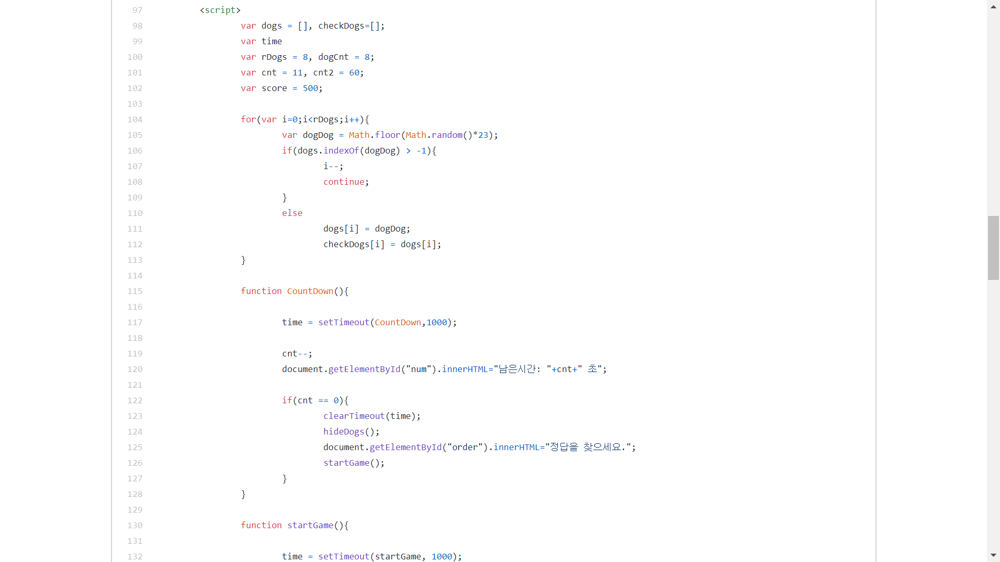 97 <script>
98 var dogs = [], checkDogs=[];
99 var time
100 var rDogs = 8, dogCnt = 8;
101 var cnt = 11, cnt2 = 60;
102 var score = 500;
103
104 for(var i=0;i<rDogs;i++){
105 var dogDog = Math.floor(Math.random()*23);
106 if(dogs.indexOf(dogDog) > -1){
107 i--;
108 continue;
109 }
110 else
111 dogs[i] = dogDog;
112 checkDogs[i] = dogs[i];
113 }
114
115 function CountDown(){
116
117 time = setTimeout(CountDown,1000);
118
119 cnt--;
120 document.getElementById("num").innerHTML="남은시간: "+cnt+" 초";
121
122 if(cnt == 0){
123 clearTimeout(time);
124 hideDogs();
125 document.getElementById("order").innerHTML="정답을 찾으세요.";
126 startGame();
127 }
128 }
129
130 function startGame(){
131
132 time = setTimeout(startGame, 1000);